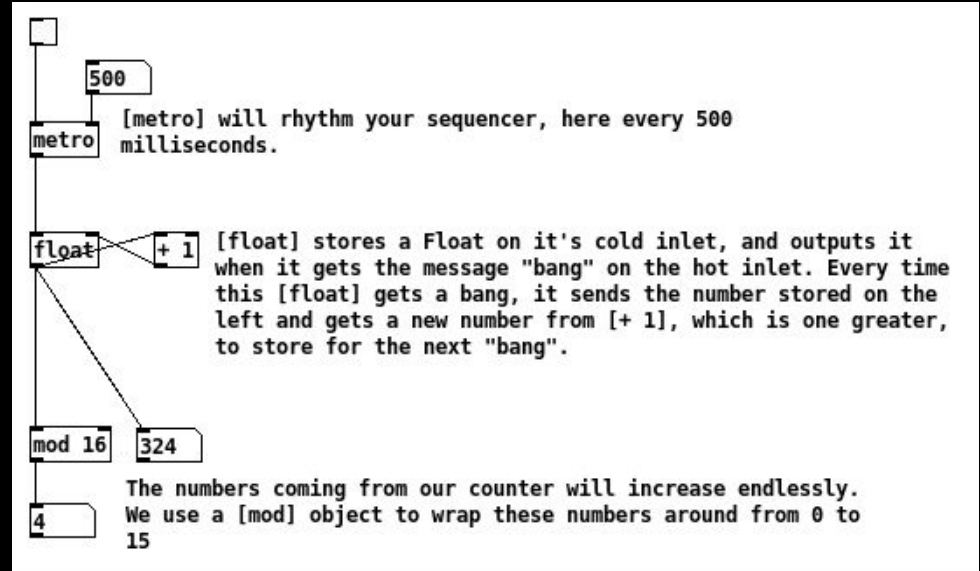 500
[metro] will rhythm your sequencer, here every 500
metro
milliseconds.
float
+ 1
[float] stores a Float on it's cold inlet, and outputs it
when it gets the message "bang" on the hot inlet. Every time
this [float] gets a bang, it sends the number stored on the
left and gets a new number from [+ 1], which is one greater,
to store for the next "bang".
mod 16
324
The numbers coming from our counter will increase endlessly.
We use a [mod] object to wrap these numbers around from 0 to
4
15